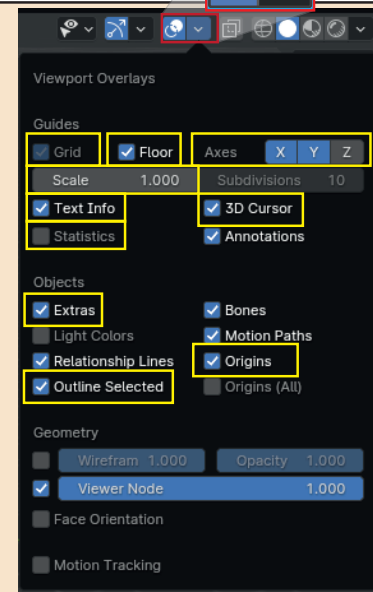 Viewport Overlays
Guides
Grid Floor Axes X Y Z
Scale 1.000 Subdivisions 10
Text Info 3D Cursor
Statistics Annotations
Objects
Extras Bones
Light Colors Motion Paths
Relationship Lines Origins
Outline Selected Origins (All)
Geometry
Wirefram 1.000 Opacity 1.000
Viewer Node 1.000
Face Orientation
Motion Tracking